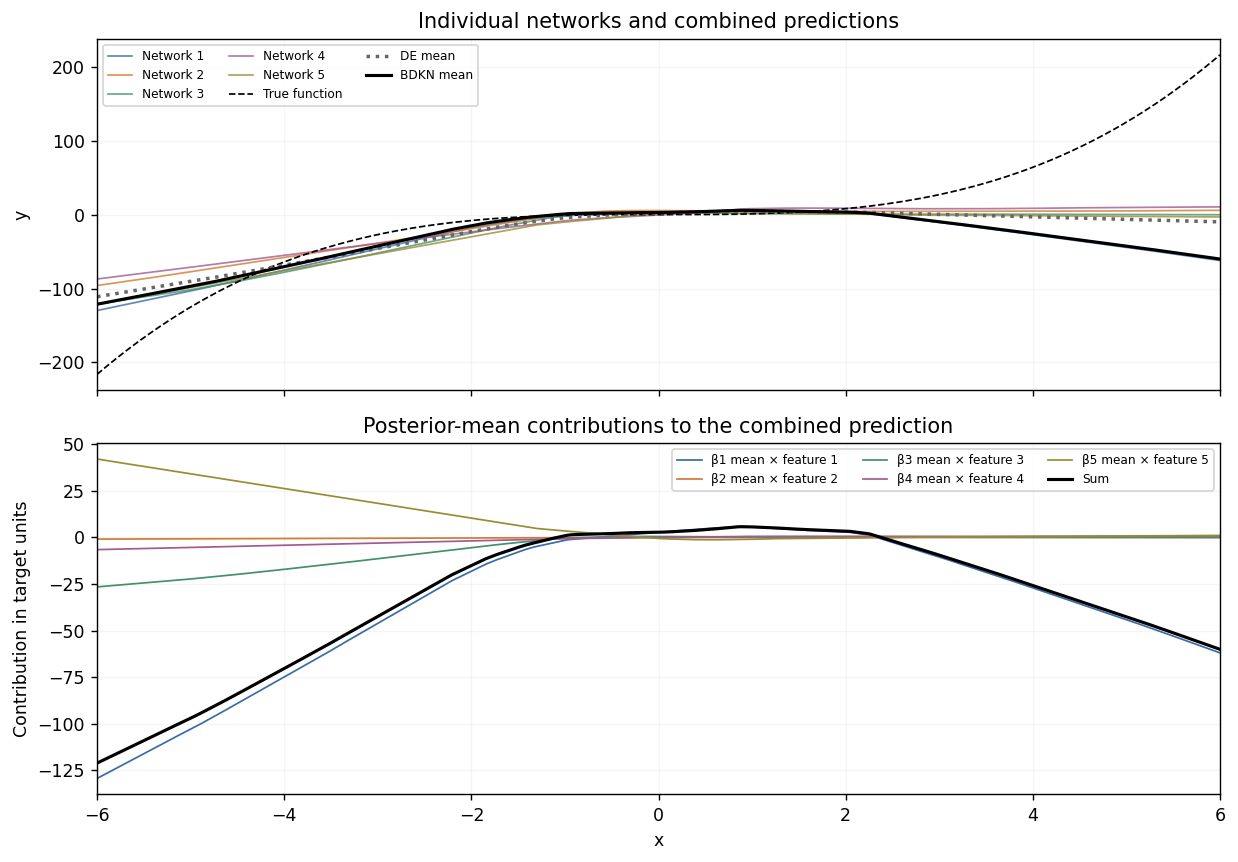 Individual networks and combined predictions
Network 1 Network 4 DE mean
Network 2 Network 5 BDKN mean
Network 3 True function
200
100
0
−100
−200
y
Posterior-mean contributions to the combined prediction
β1 mean × feature 1 β3 mean × feature 3 β5 mean × feature 5
β2 mean × feature 2 β4 mean × feature 4 Sum
50
25
0
−25
−50
−75
−100
−125
Contribution in target units
−6 −4 −2 0 2 4 6
x